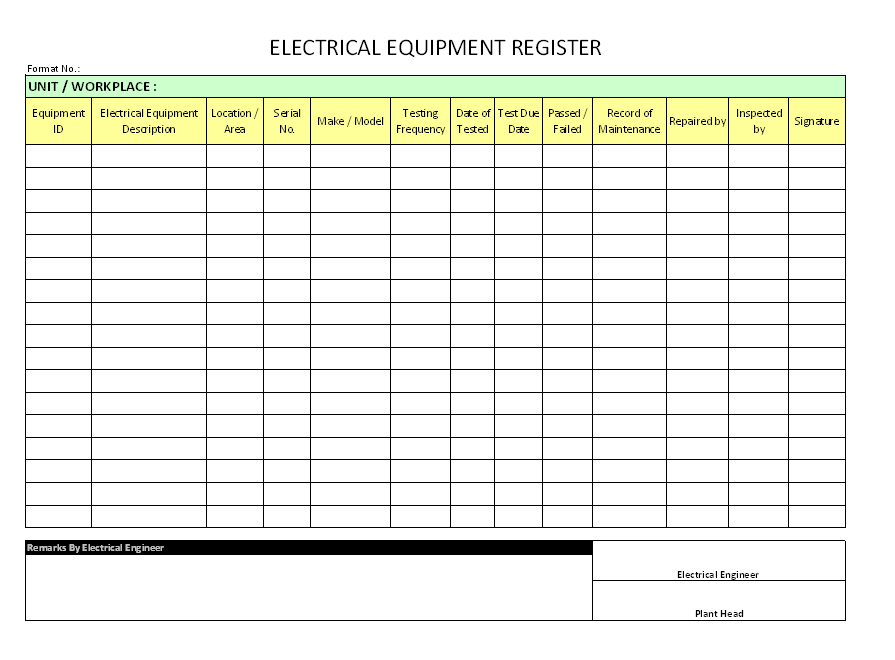 ELECTRICAL EQUIPMENT REGISTER
Format No.:
UNIT / WORKPLACE :
Equipment ID
Electrical Equipment Description
Location / Area
Serial No.
Make / Model
Testing Frequency
Date of Tested
Test Due Date
Passed / Failed
Record of Maintenance
Repaired by
Inspected by
Signature
Remarks By Electrical Engineer
Electrical Engineer
Plant Head